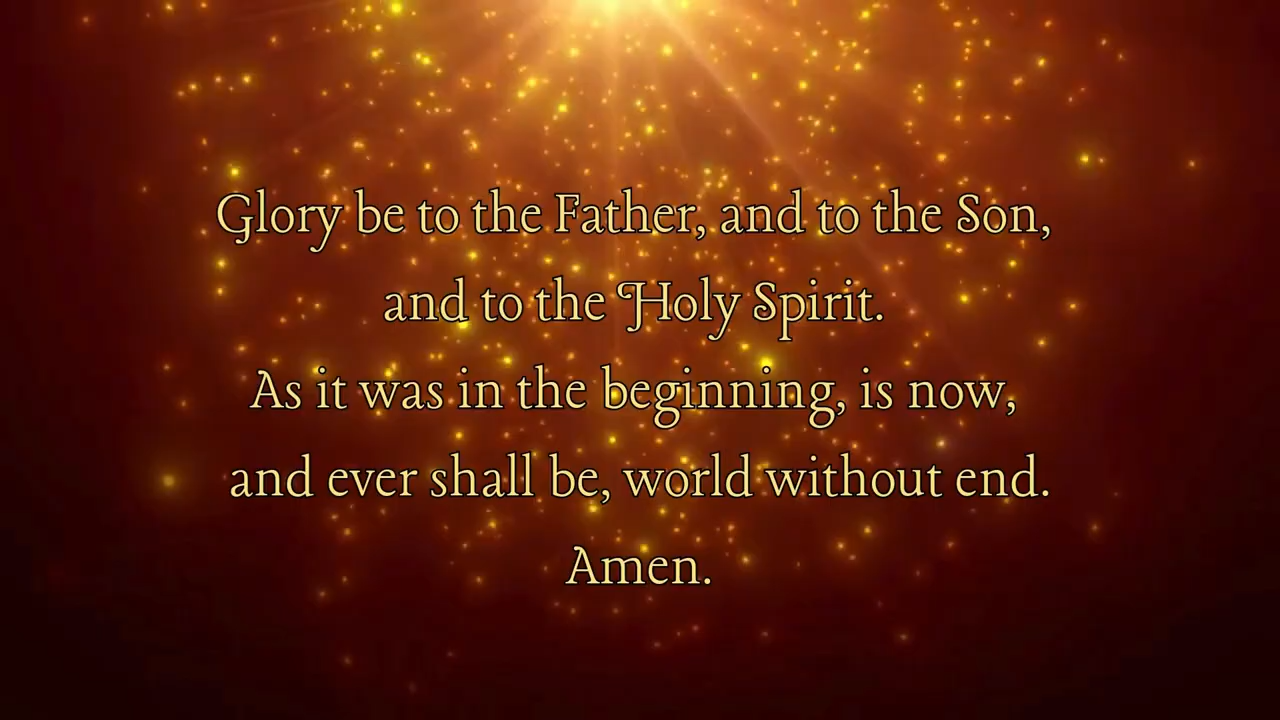 Glory be to the Father, and to the Son,
and to the Holy Spirit.
As it was in the beginning, is now,
and ever shall be, world without end.
Amen.